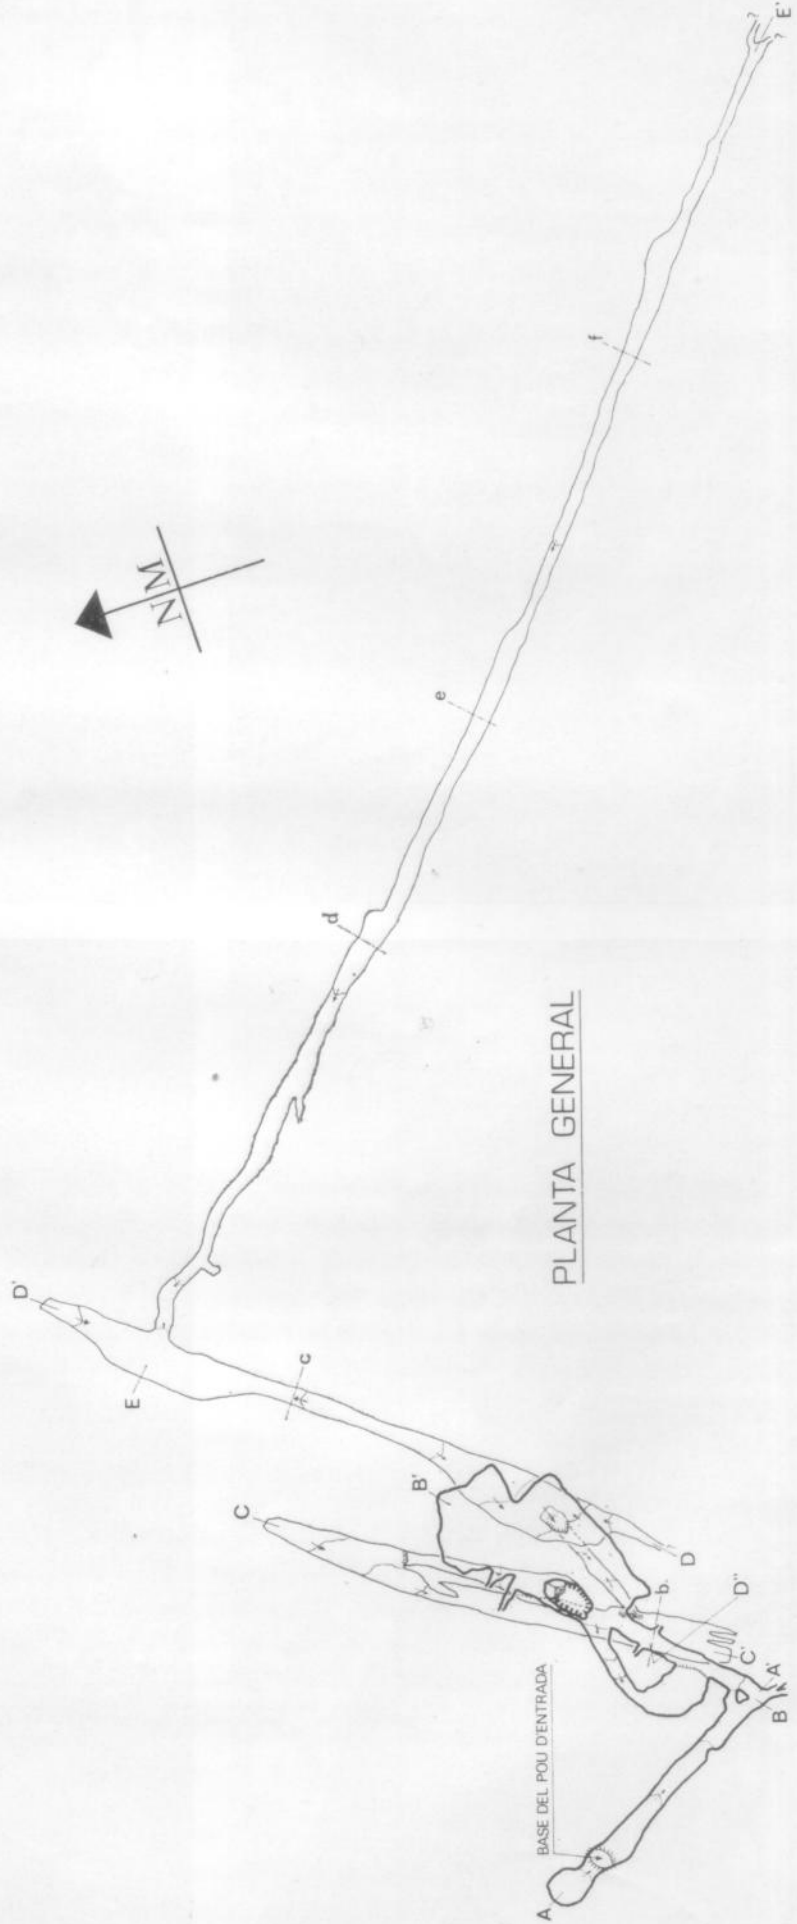 E'
?
?
f
NM
e
d
PLANTA GENERAL
D'
E
c
B'
C
D
b
D''
C'
A'
B
BASE DEL POU D'ENTRADA
A